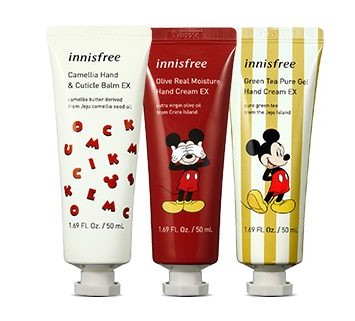 innisfree
Camellia Hand
& Cuticle Balm EX
camellia butter derived
from Jeju camellia seed oil
1.69 FL Oz. / 50 mL
innisfree
Olive Real Moisture
Hand Cream EX
extra virgin olive oil
from Crete Island
1.69 FL Oz. / 50 mL
innisfree
Green Tea Pure Gel
Hand Cream EX
pure green tea
from the Jeju Island
1.69 FL Oz. / 50 mL